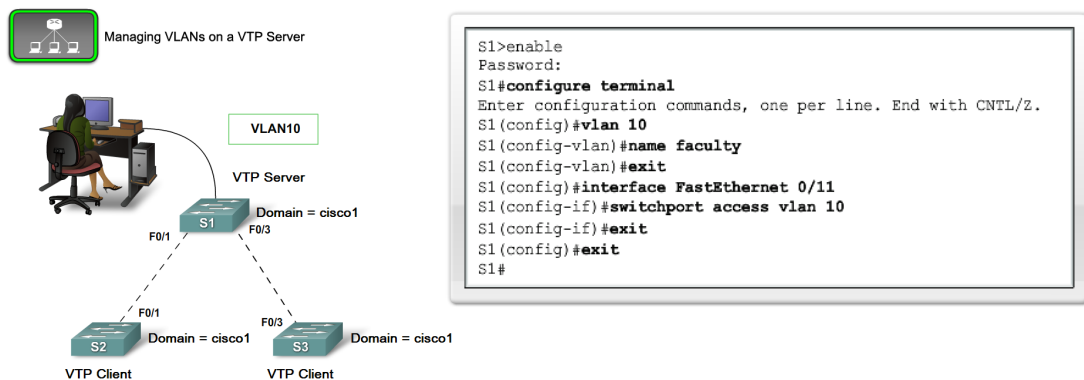 Managing VLANs on a VTP Server
VLAN10
VTP Server
Domain = cisco1
S1
F0/1
F0/3
F0/1
F0/3
Domain = cisco1
Domain = cisco1
S2
S3
VTP Client
VTP Client
S1>enable
Password:
S1#configure terminal
Enter configuration commands, one per line. End with CNTL/Z.
S1(config)#vlan 10
S1(config-vlan)#name faculty
S1(config-vlan)#exit
S1(config)#interface FastEthernet 0/11
S1(config-if)#switchport access vlan 10
S1(config-if)#exit
S1(config)#exit
S1#